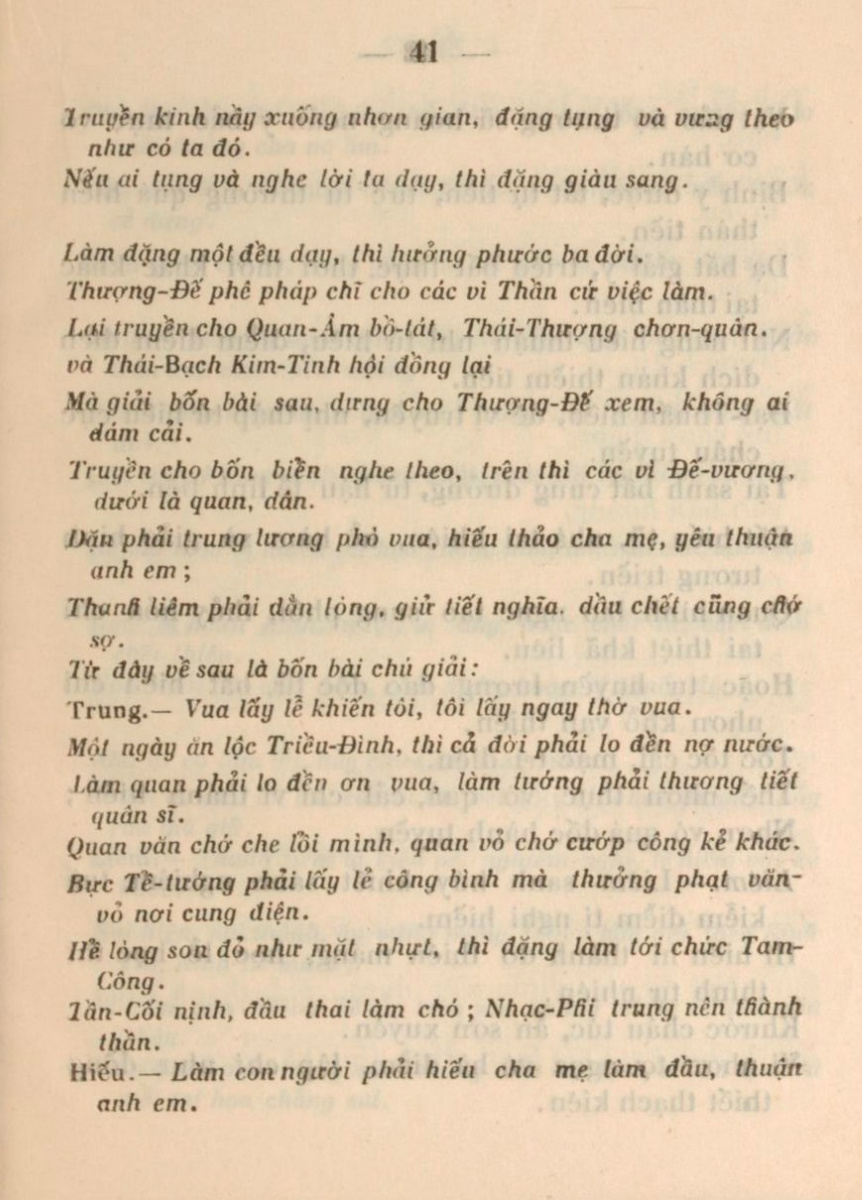 — 41 —
Truyền kinh nầy xuống nhơn gian, đặng tụng và vưng theo
như có ta đó.
Nếu ai tụng và nghe lời ta dạy, thì đặng giàu sang.
Làm đặng một đều dạy, thì hưởng phước ba đời.
Thượng-Đế phê pháp chĩ cho các vì Thần cứ việc làm.
Lại truyền cho Quan-Âm bồ-tát, Thái-Thượng chơn-quân.
và Thái-Bạch Kim-Tinh hội đồng lại
Mà giải bốn bài sau, dưng cho Thượng-Đế xem, không ai
dám cải.
Truyền cho bốn biển nghe theo, trên thì các vì Đế-vương,
dưới là quan, dân.
Dặn phải trung lương phò vua, hiếu thảo cha mẹ, yêu thuận
anh em ;
Thanh liêm phải dằn lòng, giử tiết nghĩa. dầu chết cũng chớ
sợ.
Từ đây về sau là bốn bài chú giải:
Trung.— Vua lấy lễ khiến tôi, tôi lấy ngay thờ vua.
Một ngày ăn lộc Triều-Đình, thì cả đời phải lo đền nợ nước.
Làm quan phải lo đền ơn vua, làm tướng phải thương tiết
quân sĩ.
Quan văn chớ che lỗi mình, quan vỏ chớ cướp công kẻ khác.
Bực Tề-tướng phải lấy lẻ công bình mà thưởng phạt văn-
vỏ nơi cung điện.
Hễ lòng son đỏ như mặt nhựt, thì đặng làm tới chức Tam-
Công.
Tần-Cối nịnh, đầu thai làm chó ; Nhạc-Phi trung nên thành
thần.
Hiếu.— Làm con người phải hiếu cha mẹ làm đầu, thuận
anh em.